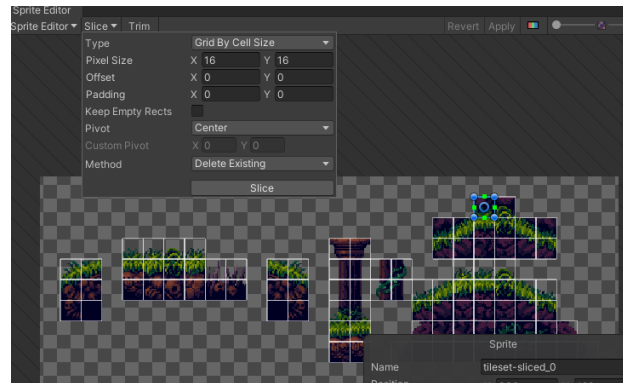 Sprite Editor
Sprite Editor Slice Trim Revert Apply
Type Grid By Cell Size
Pixel Size X 16 Y 16
Offset X 0 Y 0
Padding X 0 Y 0
Keep Empty Rects
Pivot Center
Custom Pivot X 0 Y 0
Method Delete Existing
Slice
Sprite
Name tileset-sliced_0
Position